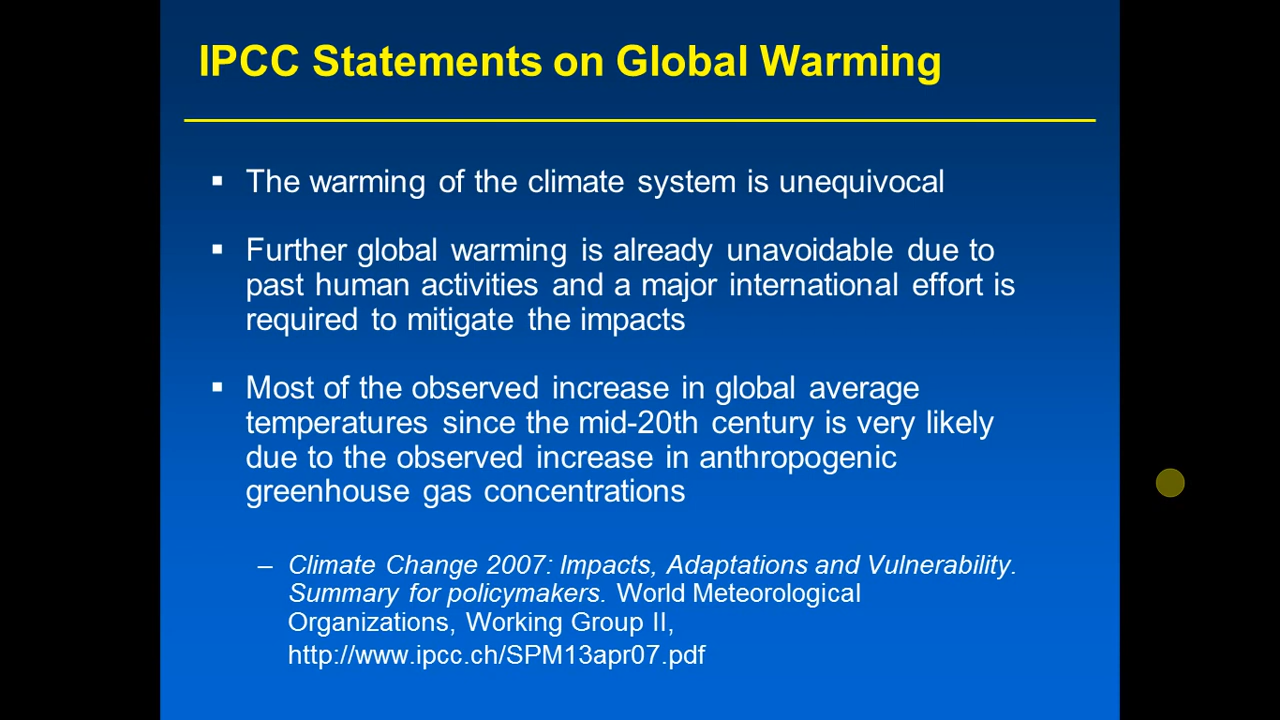 IPCC Statements on Global Warming
▪ The warming of the climate system is unequivocal
▪ Further global warming is already unavoidable due to
past human activities and a major international effort is
required to mitigate the impacts
▪ Most of the observed increase in global average
temperatures since the mid-20th century is very likely
due to the observed increase in anthropogenic
greenhouse gas concentrations
– Climate Change 2007: Impacts, Adaptations and Vulnerability.
Summary for policymakers. World Meteorological
Organizations, Working Group II,
http://www.ipcc.ch/SPM13apr07.pdf